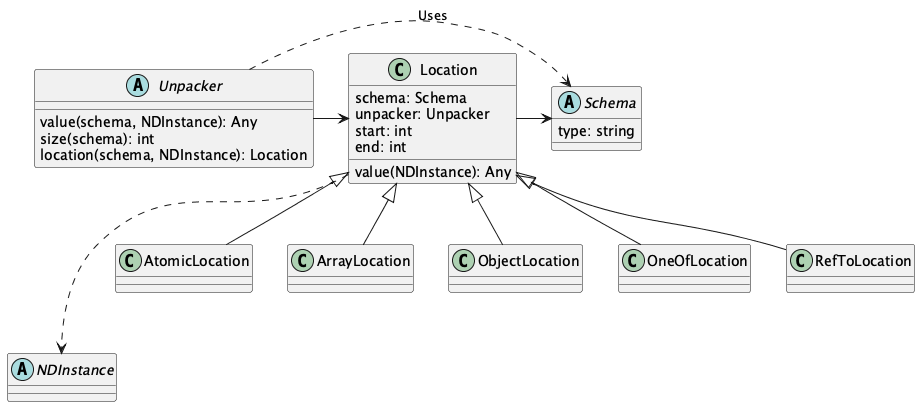 Uses
A Unpacker
value(schema, NDInstance): Any
size(schema): int
location(schema, NDInstance): Location
C Location
schema: Schema
unpacker: Unpacker
start: int
end: int
value(NDInstance): Any
A Schema
type: string
C AtomicLocation
C ArrayLocation
C ObjectLocation
C OneOfLocation
C RefToLocation
A NDInstance